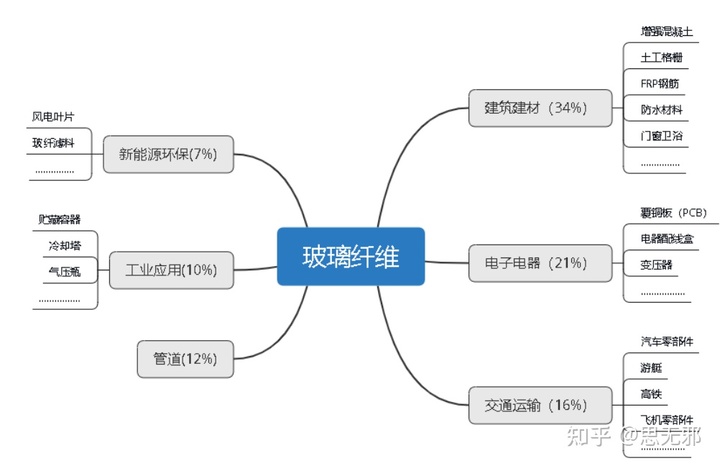 玻璃纤维
建筑建材（34%）
增强混凝土
土工格栅
FRP钢筋
防水材料
门窗卫浴
...............
电子电器（21%）
覆铜板（PCB）
电器配线盒
变压器
.................
交通运输（16%）
汽车零部件
游艇
高铁
飞机零部件
.................
新能源环保(7%)
风电叶片
玻纤滤料
...............
工业应用(10%)
贮藏容器
冷却塔
气压瓶
................
管道(12%)
知乎 @思无邪